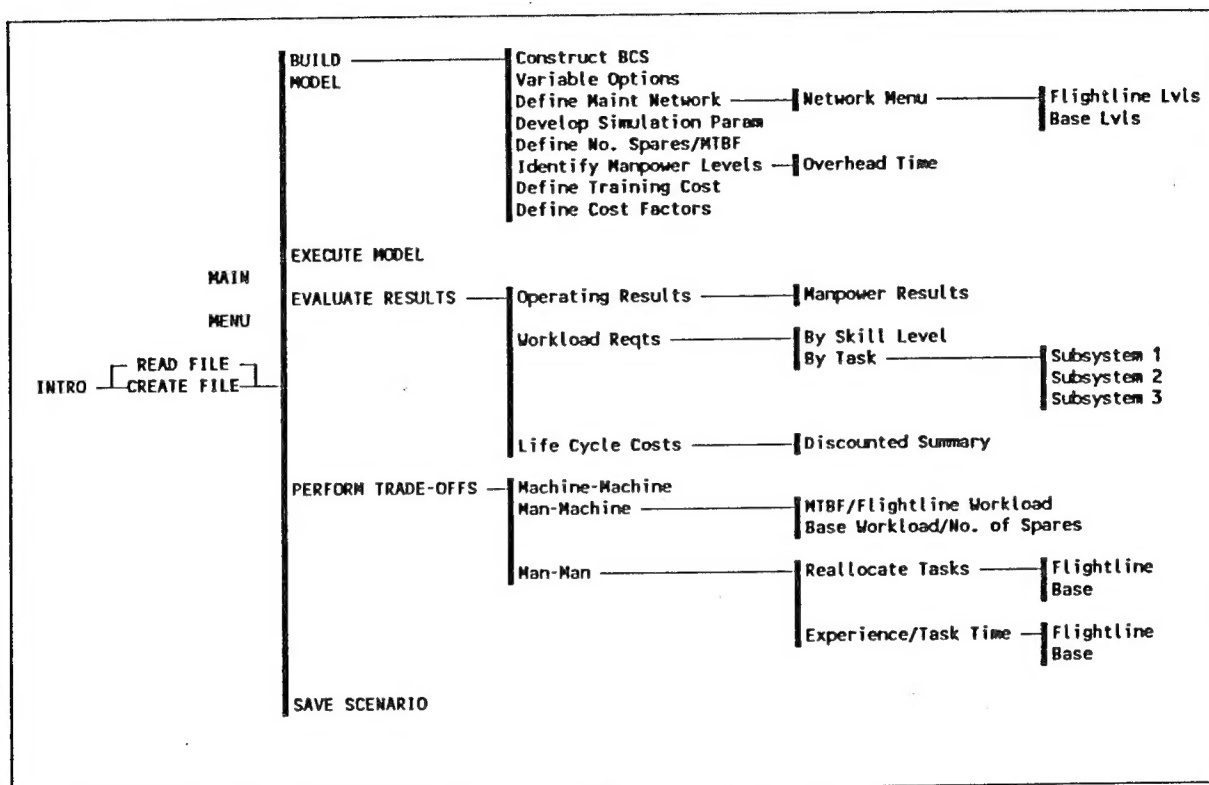 BUILD
MODEL
Construct BCS
Variable Options
Define Maint Network
Develop Simulation Param
Define No. Spares/MTBF
Identify Manpower Levels
Define Training Cost
Define Cost Factors
Network Menu
Flightline Lvls
Base Lvls
Overhead Time
EXECUTE MODEL
MAIN
MENU
EVALUATE RESULTS
Operating Results
Manpower Results
Workload Reqts
By Skill Level
By Task
Subsystem 1
Subsystem 2
Subsystem 3
INTRO
READ FILE
CREATE FILE
Life Cycle Costs
Discounted Summary
PERFORM TRADE-OFFS
Machine-Machine
Man-Machine
MTBF/Flightline Workload
Base Workload/No. of Spares
Man-Man
Reallocate Tasks
Flightline
Base
Experience/Task Time
Flightline
Base
SAVE SCENARIO